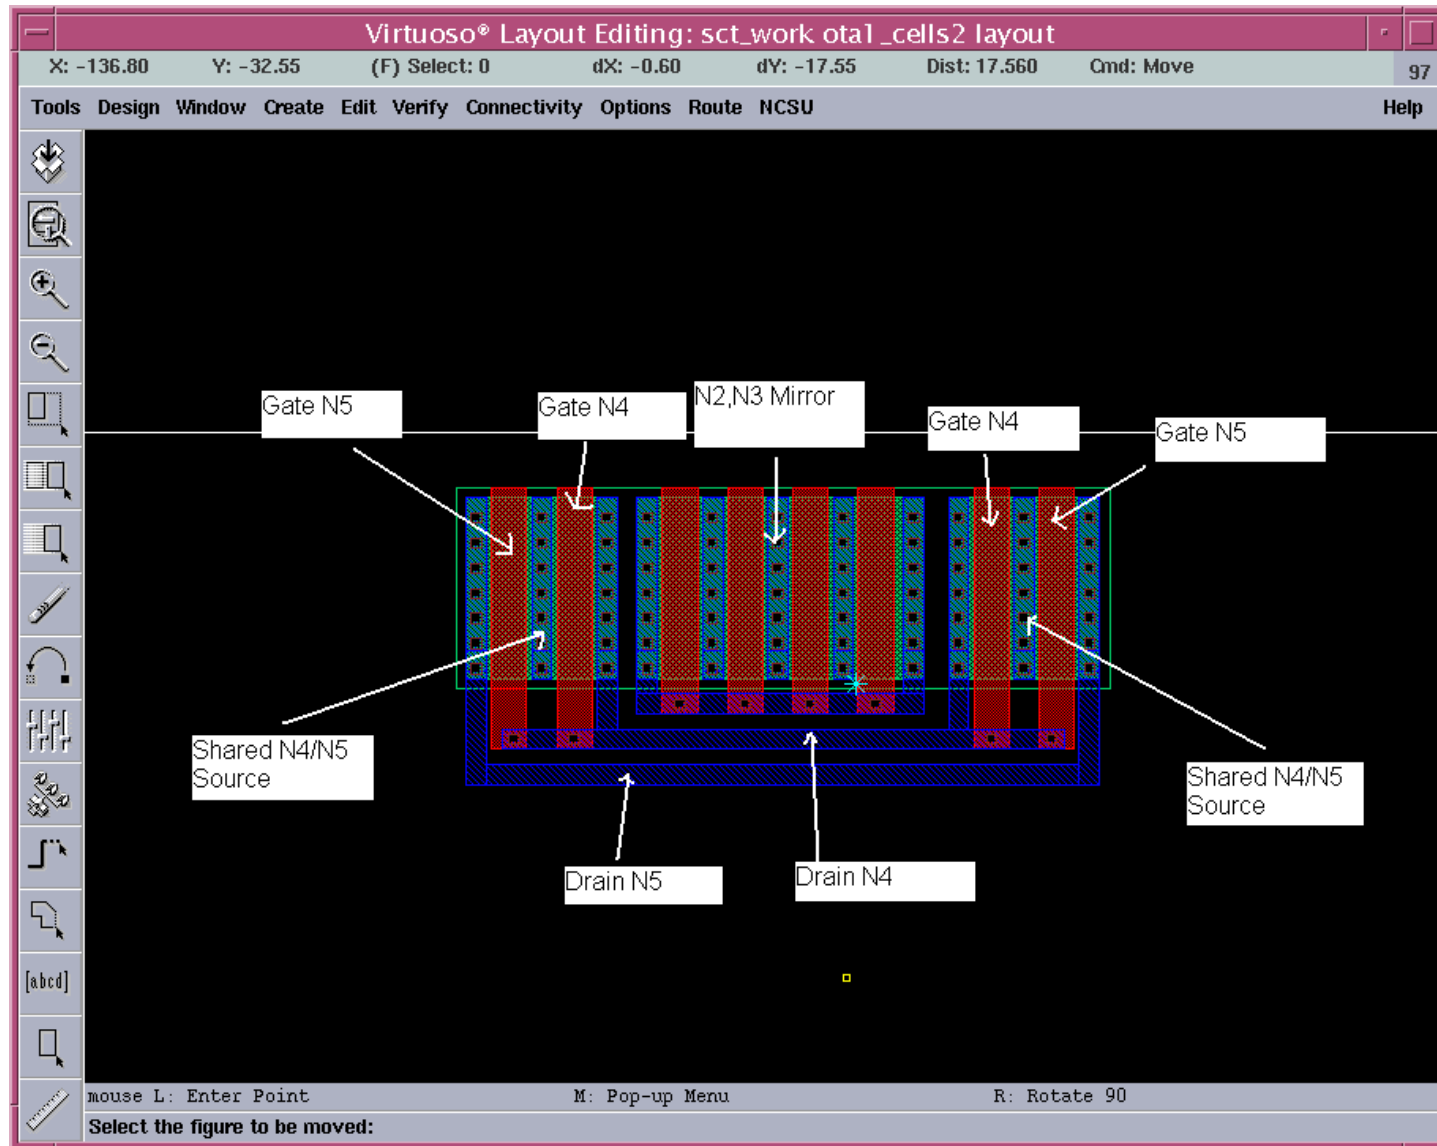 Virtuoso® Layout Editing: sct_work ota1_cells2 layout
X: -136.80 Y: -32.55 (F) Select: 0 dX: -0.60 dY: -17.55 Dist: 17.560 Cmd: Move 97
Tools Design Window Create Edit Verify Connectivity Options Route NCSU Help
Gate N5
Gate N4
N2,N3 Mirror
Gate N4
Gate N5
Shared N4/N5
Source
Shared N4/N5
Source
Drain N5
Drain N4
[abcd]
mouse L: Enter Point M: Pop-up Menu R: Rotate 90
Select the figure to be moved: